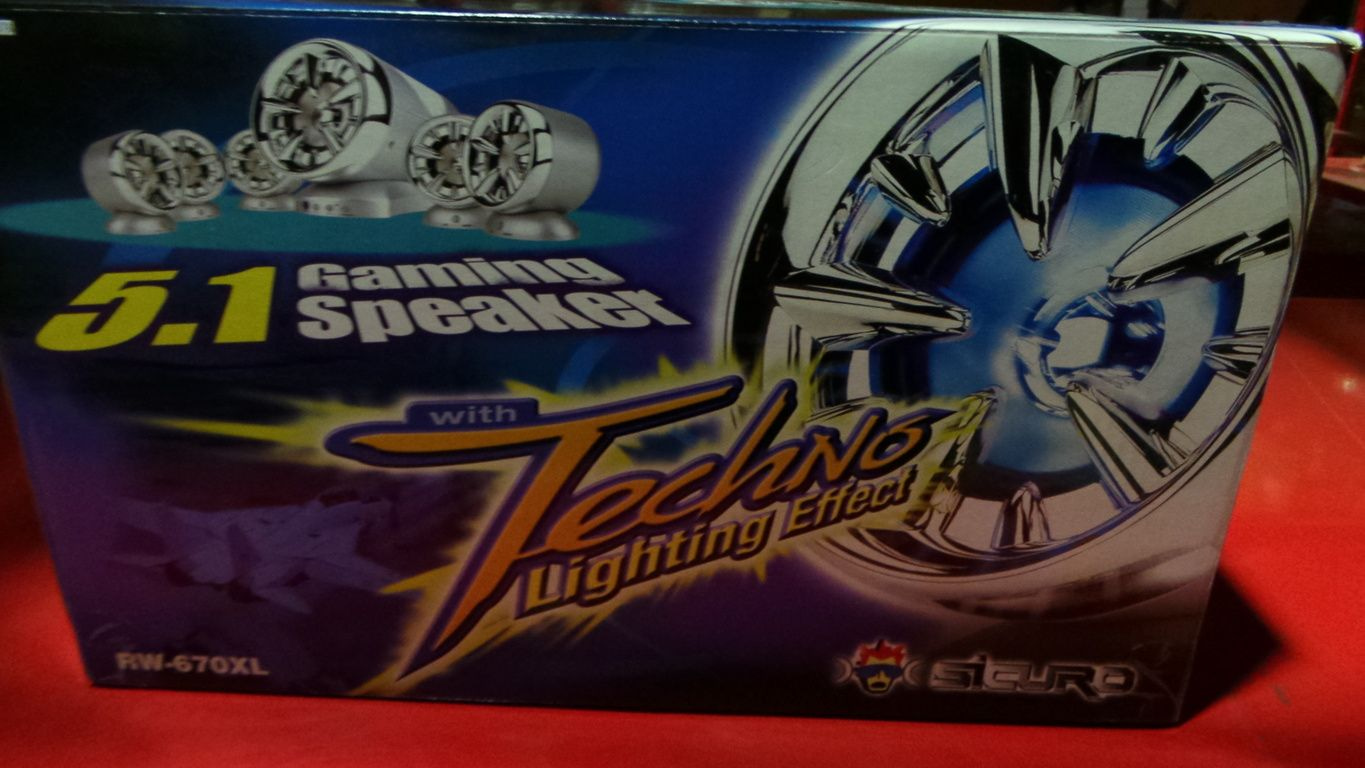 5.1 Gaming
Speaker
with
Techno
Lighting Effect
RW-670XL
SICURO